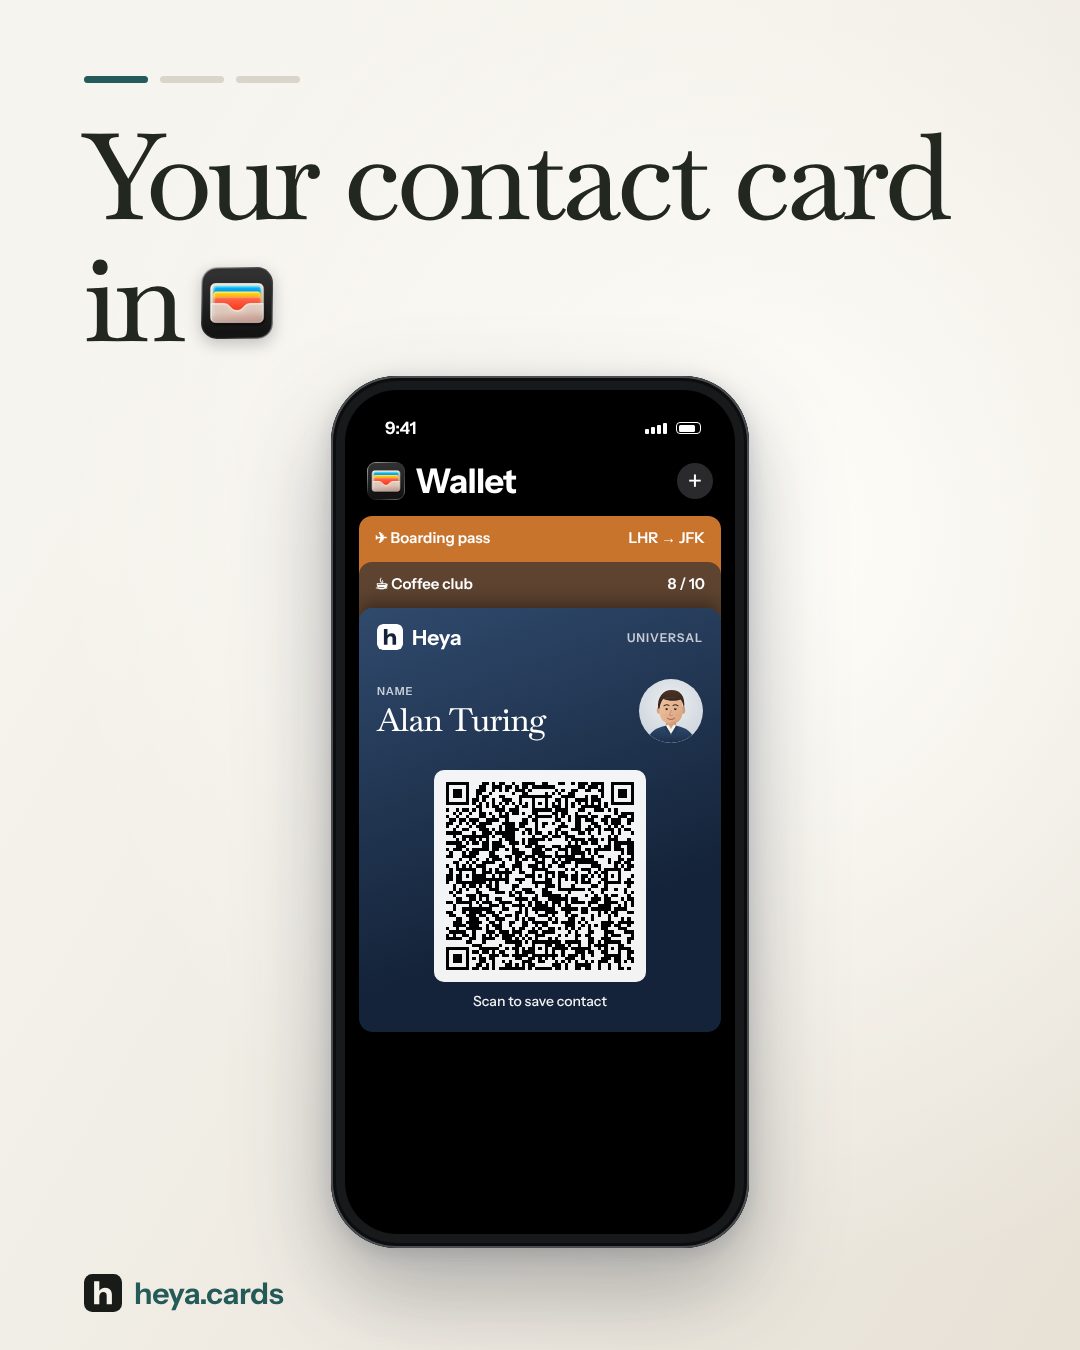 Your contact card
in
9:41
Wallet
+
✈ Boarding pass LHR → JFK
☕ Coffee club 8 / 10
h Heya UNIVERSAL
NAME
Alan Turing
Scan to save contact
h heya.cards